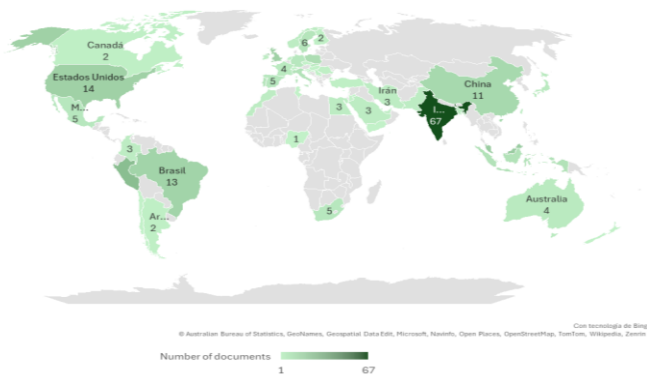 Canadá
2
Estados Unidos
14
M...
5
3
Brasil
13
Ar...
2
6
2
4
5
Irán
3
3
3
1
5
China
11
I...
67
Australia
4
Con tecnología de Bing
© Australian Bureau of Statistics, GeoNames, Geospatial Data Edit, Microsoft, Navinfo, Open Places, OpenStreetMap, TomTom, Wikipedia, Zenrin
Number of documents
1 67